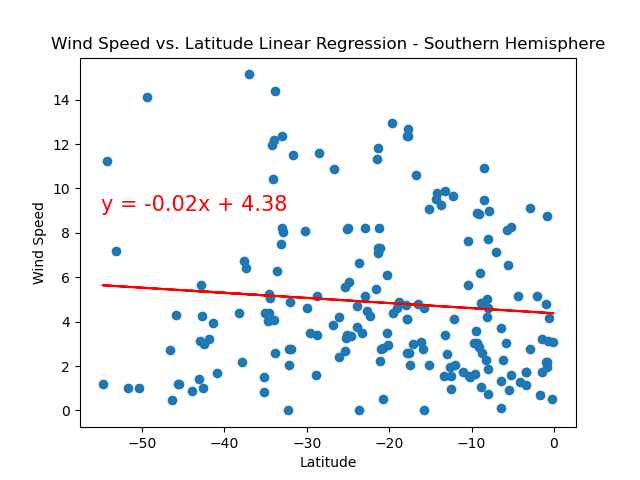 Wind Speed vs. Latitude Linear Regression - Southern Hemisphere
14
12
10
8
6
4
2
0
Wind Speed
y = -0.02x + 4.38
−50 −40 −30 −20 −10 0
Latitude